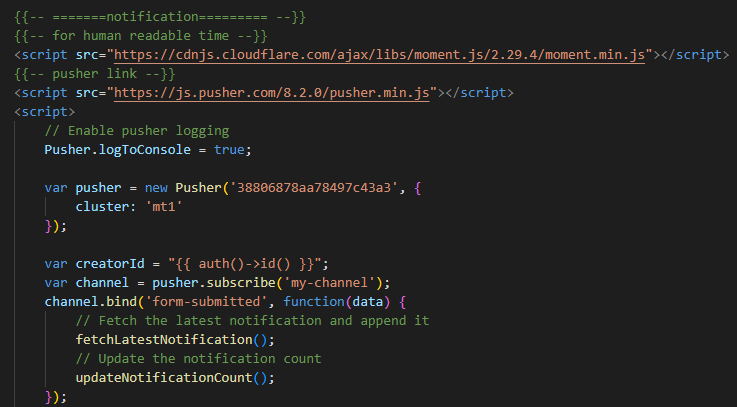 {{-- =======notification========= --}}
{{-- for human readable time --}}
<script src="https://cdnjs.cloudflare.com/ajax/libs/moment.js/2.29.4/moment.min.js"></script>
{{-- pusher link --}}
<script src="https://js.pusher.com/8.2.0/pusher.min.js"></script>
<script>
// Enable pusher logging
Pusher.logToConsole = true;
var pusher = new Pusher('38806878aa78497c43a3', {
cluster: 'mt1'
});
var creatorId = "{{ auth()->id() }}";
var channel = pusher.subscribe('my-channel');
channel.bind('form-submitted', function(data) {
// Fetch the latest notification and append it
fetchLatestNotification();
// Update the notification count
updateNotificationCount();
});